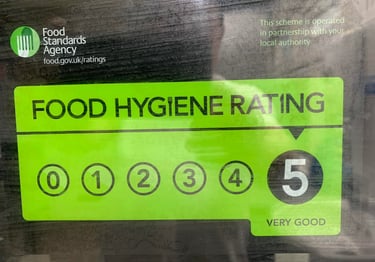 Food
Standards
Agency
food.gov.uk/ratings
This scheme is operated
in partnership with your
local authority
FOOD HYGIENE RATING
0 1 2 3 4 5
VERY GOOD